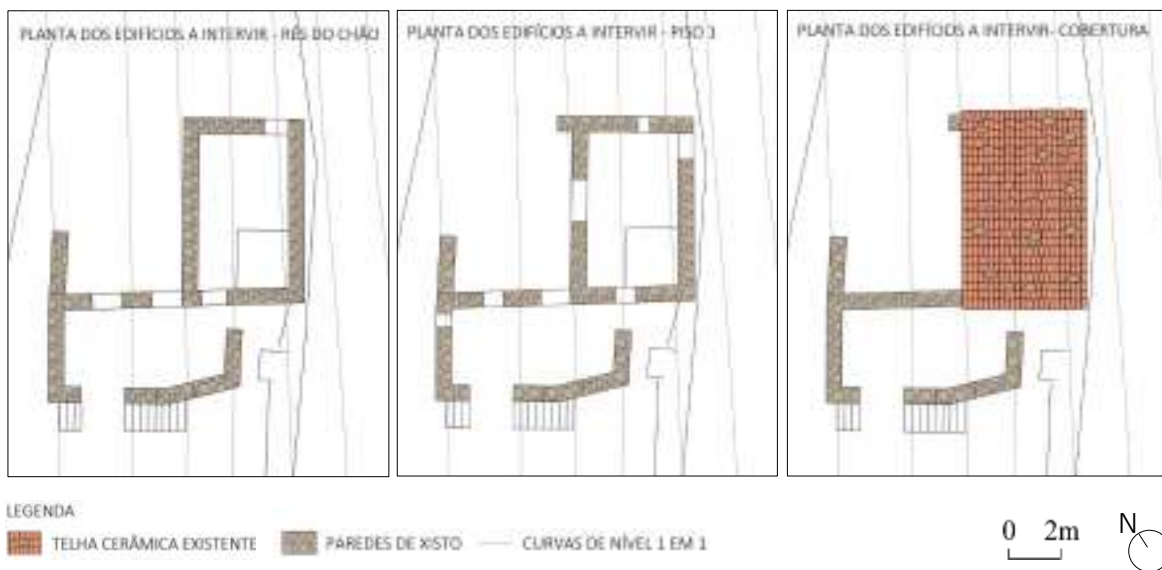 PLANTA DOS EDIFÍCIOS A INTERVIR - RÉS DO CHÃO
PLANTA DOS EDIFÍCIOS A INTERVIR - PISO 1
PLANTA DOS EDIFÍCIOS A INTERVIR- COBERTURA
LEGENDA
TELHA CERÂMICA EXISTENTE
PAREDES DE XISTO
CURVAS DE NÍVEL 1 EM 1
0 2m
N